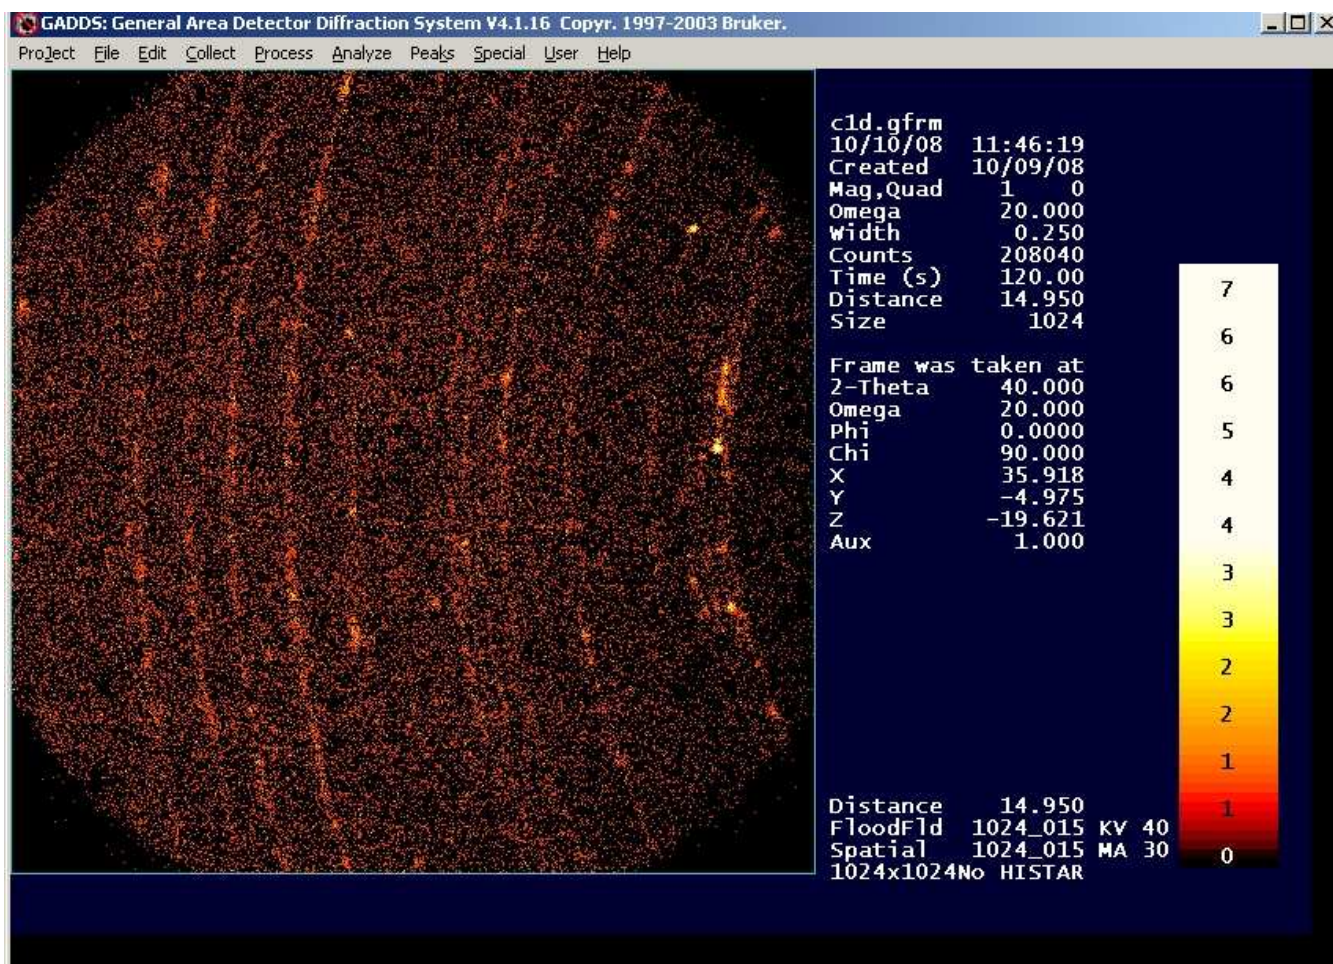 GADDS: General Area Detector Diffraction System V4.1.16 Copyr. 1997-2003 Bruker.
ProJect File Edit Collect Process Analyze Peaks Special User Help
c1d.gfrm
10/10/08 11:46:19
Created 10/09/08
Mag,Quad 1 0
Omega 20.000
Width 0.250
Counts 208040
Time (s) 120.00
Distance 14.950
Size 1024
Frame was taken at
2-Theta 40.000
Omega 20.000
Phi 0.0000
Chi 90.000
X 35.918
Y -4.975
Z -19.621
Aux 1.000
Distance 14.950
FloodFld 1024_015 KV 40
Spatial 1024_015 MA 30
1024x1024No HISTAR
7
6
6
5
4
4
3
3
2
2
1
1
0